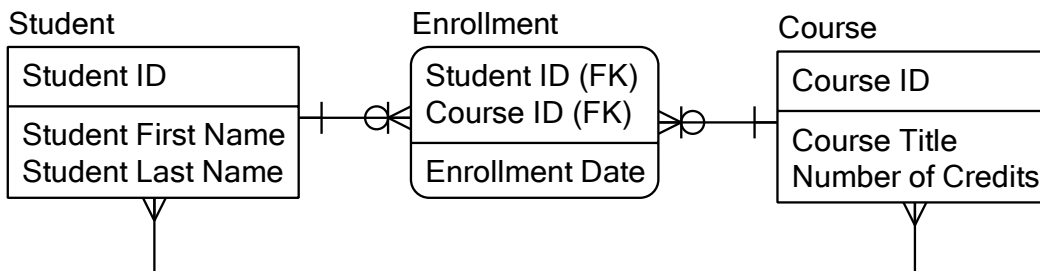 Student
Student ID
Student First Name
Student Last Name
Enrollment
Student ID (FK)
Course ID (FK)
Enrollment Date
Course
Course ID
Course Title
Number of Credits